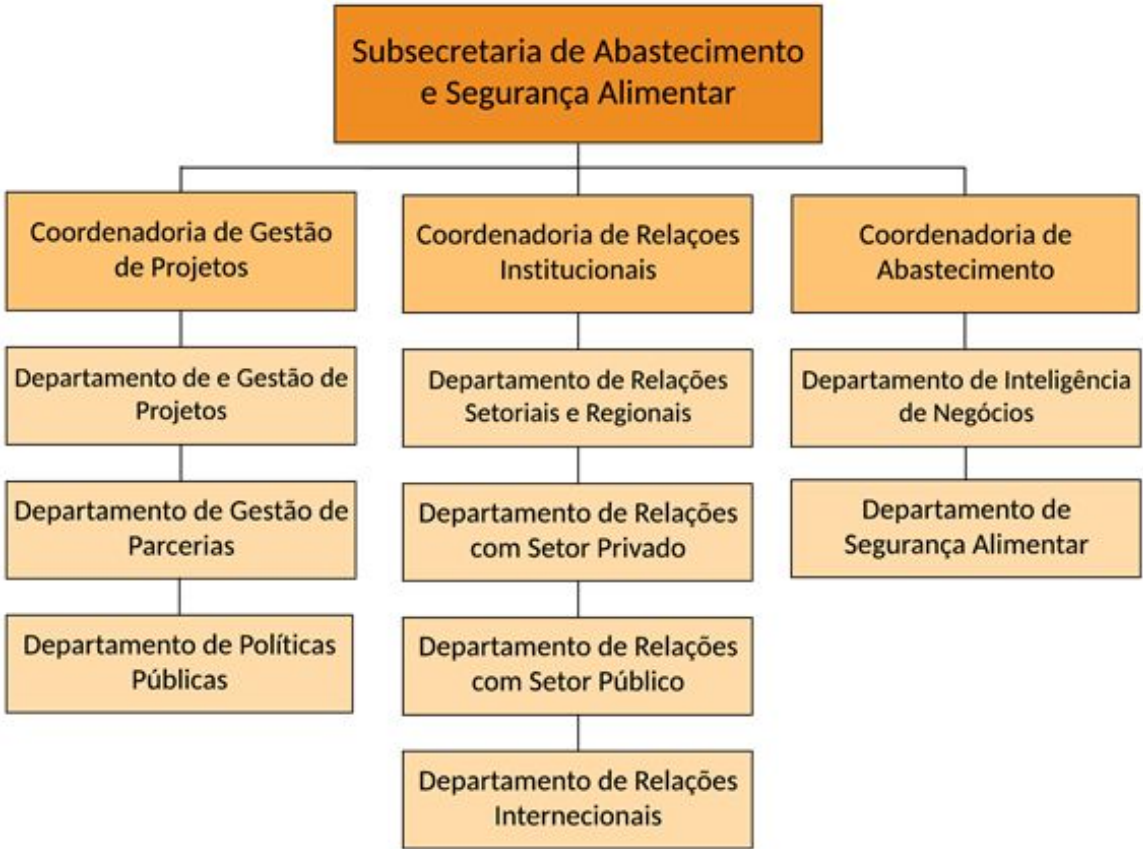 Subsecretaria de Abastecimento
e Segurança Alimentar
Coordenadoria de Gestão
de Projetos
Departamento de e Gestão de
Projetos
Departamento de Gestão de
Parcerias
Departamento de Políticas
Públicas
Coordenadoria de Relaçoes
Institucionais
Departamento de Relações
Setoriais e Regionais
Departamento de Relações
com Setor Privado
Departamento de Relações
com Setor Público
Departamento de Relações
Internecionais
Coordenadoria de
Abastecimento
Departamento de Inteligência
de Negócios
Departamento de
Segurança Alimentar